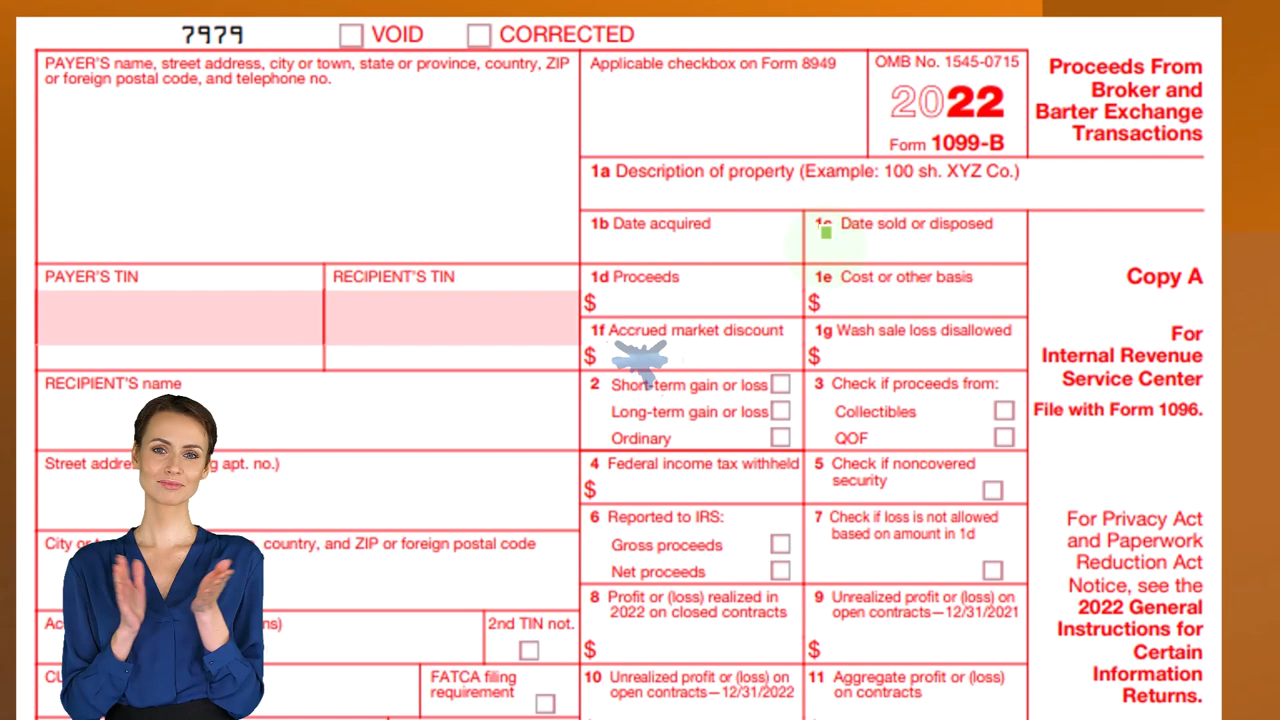 7979
VOID
CORRECTED
PAYER'S name, street address, city or town, state or province, country, ZIP
or foreign postal code, and telephone no.
Applicable checkbox on Form 8949
OMB No. 1545-0715
2022
Form 1099-B
Proceeds From
Broker and
Barter Exchange
Transactions
1a Description of property (Example: 100 sh. XYZ Co.)
1b Date acquired
Date sold or disposed
PAYER'S TIN
RECIPIENT'S TIN
1d Proceeds
$
1e Cost or other basis
$
Copy A
1f Accrued market discount
$
1g Wash sale loss disallowed
$
For
Internal Revenue
Service Center
File with Form 1096.
RECIPIENT'S name
2 Short-term gain or loss
Long-term gain or loss
Ordinary
3 Check if proceeds from:
Collectibles
QOF
Street apt. no.)
4 Federal income tax withheld
$
5 Check if noncovered
security
City or country, and ZIP or foreign postal code
6 Reported to IRS:
Gross proceeds
Net proceeds
7 Check if loss is not allowed
based on amount in 1d
For Privacy Act
and Paperwork
Reduction Act
Notice, see the
2022 General
Instructions for
Certain
Information
Returns.
8 Profit or (loss) realized in
2022 on closed contracts
$
9 Unrealized profit or (loss) on
open contracts—12/31/2021
$
2nd TIN not.
FATCA filing
requirement
10 Unrealized profit or (loss) on
open contracts—12/31/2022
11 Aggregate profit or (loss)
on contracts